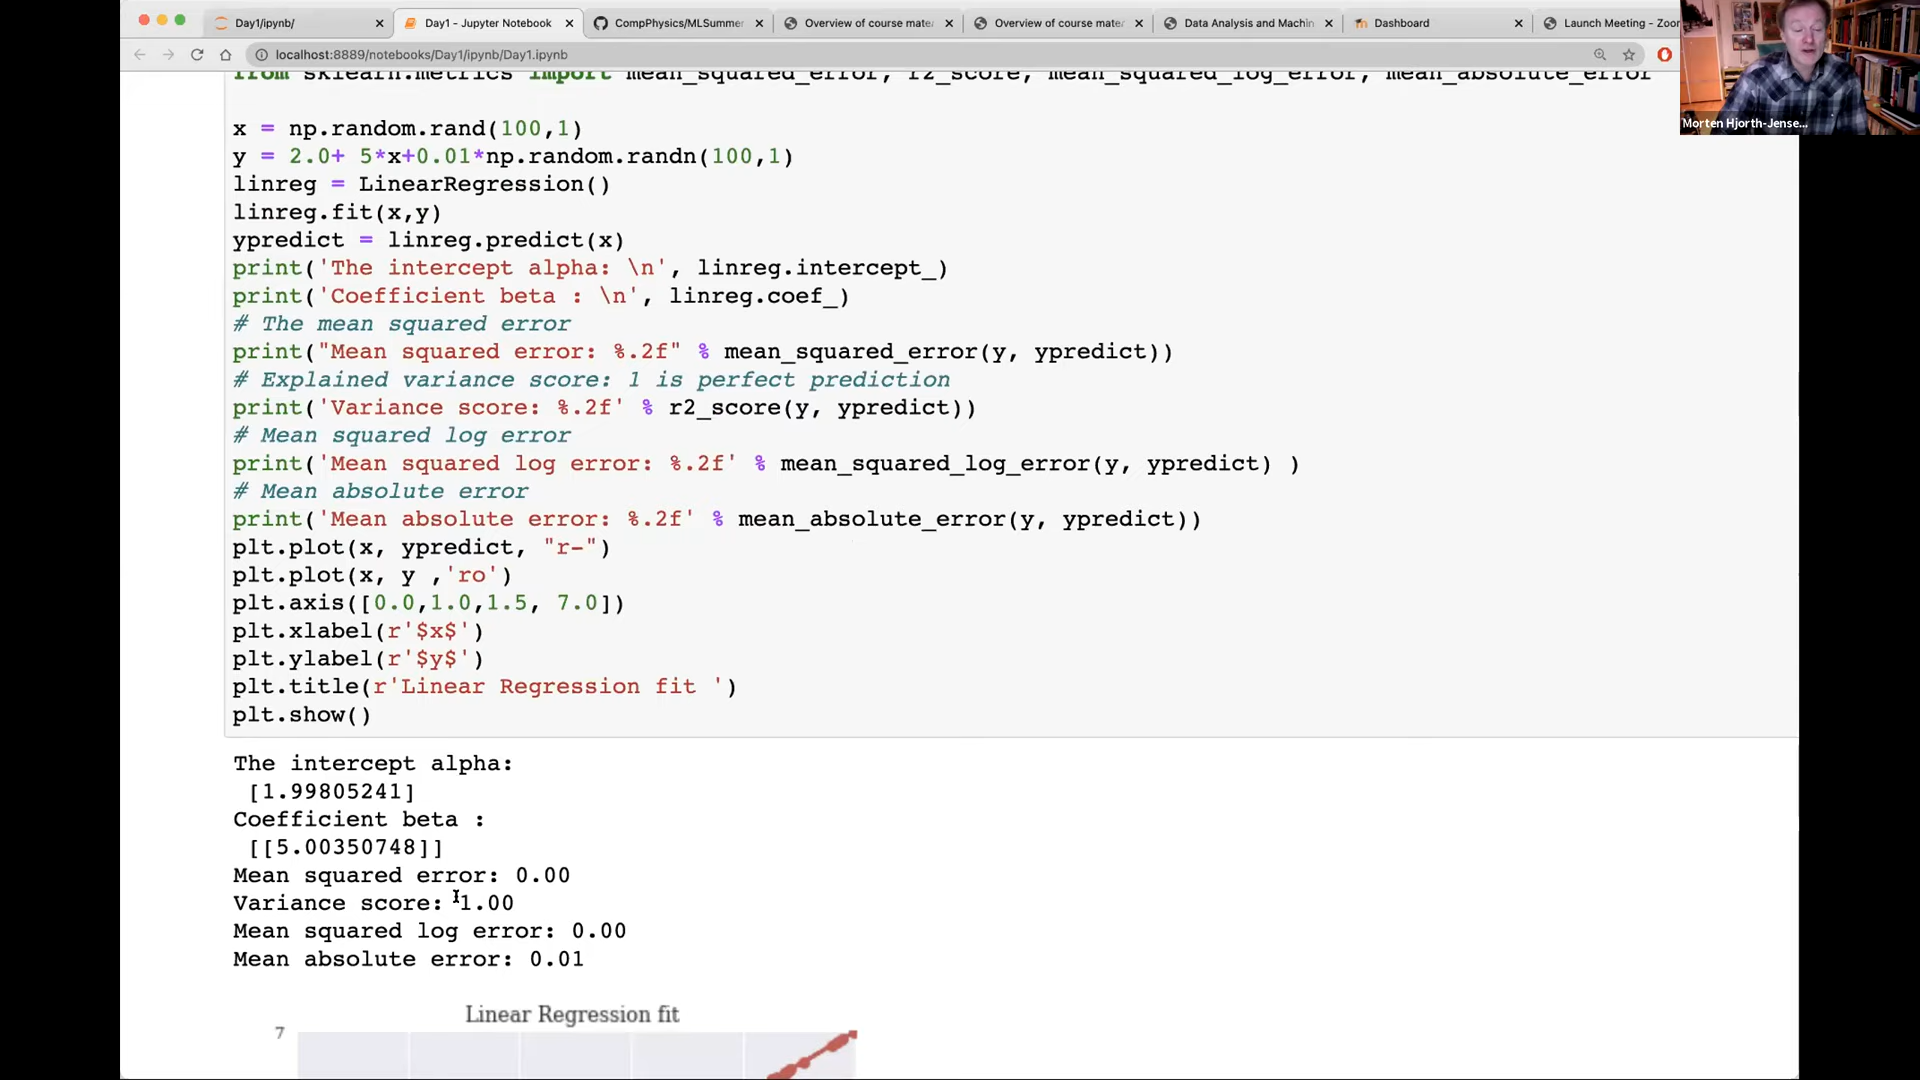 Day1/ipynb/
Day1 - Jupyter Notebook
CompPhysics/MLSummer
Overview of course mate
Overview of course mate
Data Analysis and Machin
Dashboard
Launch Meeting - Zoo
localhost:8889/notebooks/Day1/ipynb/Day1.ipynb
Morten Hjorth-Jense...
from sklearn.metrics import mean_squared_error, r2_score, mean_squared_log_error, mean_absolute_error
x = np.random.rand(100,1)
y = 2.0+ 5*x+0.01*np.random.randn(100,1)
linreg = LinearRegression()
linreg.fit(x,y)
ypredict = linreg.predict(x)
print('The intercept alpha: \n', linreg.intercept_)
print('Coefficient beta : \n', linreg.coef_)
# The mean squared error
print("Mean squared error: %.2f" % mean_squared_error(y, ypredict))
# Explained variance score: 1 is perfect prediction
print('Variance score: %.2f' % r2_score(y, ypredict))
# Mean squared log error
print('Mean squared log error: %.2f' % mean_squared_log_error(y, ypredict) )
# Mean absolute error
print('Mean absolute error: %.2f' % mean_absolute_error(y, ypredict))
plt.plot(x, ypredict, "r-")
plt.plot(x, y ,'ro')
plt.axis([0.0,1.0,1.5, 7.0])
plt.xlabel(r'$x$')
plt.ylabel(r'$y$')
plt.title(r'Linear Regression fit ')
plt.show()
The intercept alpha:
[1.99805241]
Coefficient beta :
[[5.00350748]]
Mean squared error: 0.00
Variance score: 1.00
Mean squared log error: 0.00
Mean absolute error: 0.01
Linear Regression fit
7